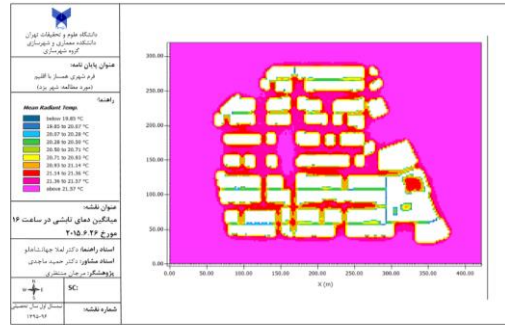 دانشگاه علوم و تحقیقات تهران
دانشکده معماری و شهرسازی
گروه شهرسازی
عنوان پایان نامه:
فرم شهری همساز با اقلیم
(مورد مطالعه: شهر یزد)
راهنما:
Mean Radiant Temp.
below 19.85 °C
19.85 to 20.07 °C
20.07 to 20.28 °C
20.28 to 20.50 °C
20.50 to 20.71 °C
20.71 to 20.93 °C
20.93 to 21.14 °C
21.14 to 21.36 °C
21.36 to 21.57 °C
above 21.57 °C
عنوان نقشه:
میانگین دمای تابشی در ساعت ۱۶
مورخ ۲۰۱۵.۶.۲۶
استاد راهنما: دکتر لعلا جهانشاهلو
استاد مشاور: دکتر حمید ماجدی
پژوهشگر: مرجان منتظری
N
W
E
S
SC:
نیمسال اول سال تحصیلی
۱۳۹۵-۹۶
شماره نقشه:
320.00
300.00
250.00
200.00
150.00
100.00
50.00
0.00
0.00
50.00
100.00
150.00
200.00
250.00
300.00
350.00
400.00
X (m)